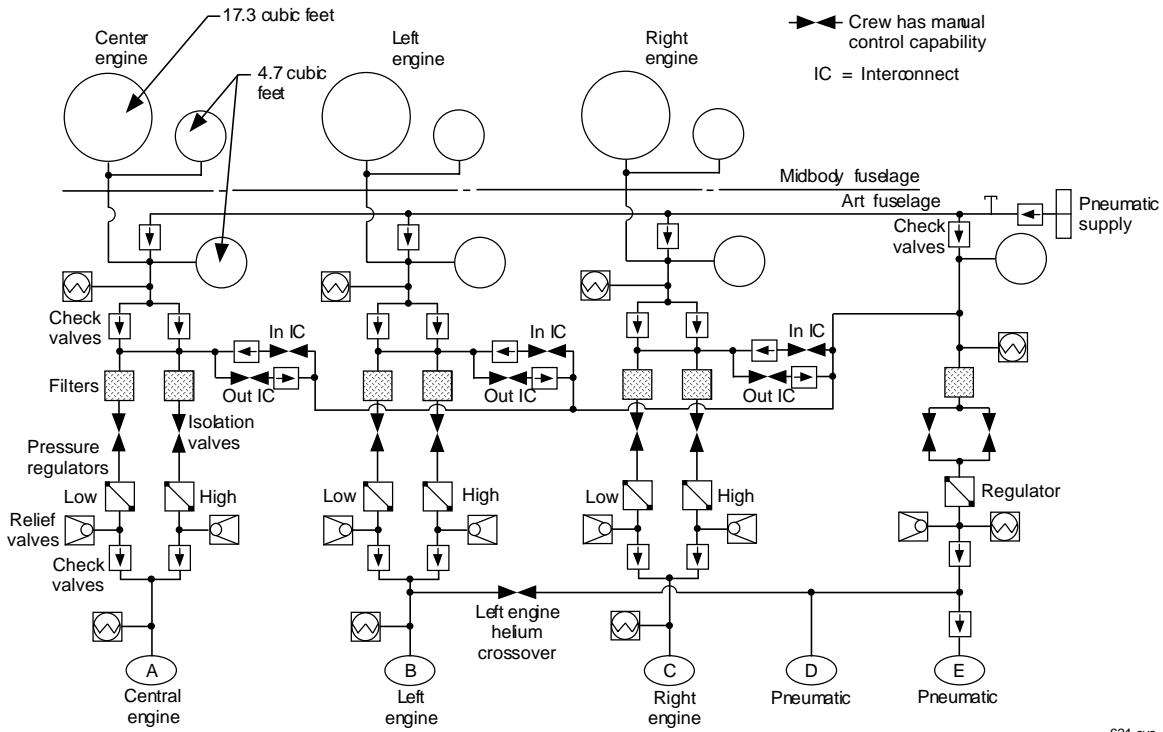 17.3 cubic feet
Center
engine
4.7 cubic
feet
Left
engine
Right
engine
Crew has manual
control capability
IC = Interconnect
Midbody fuselage
Art fuselage
Pneumatic
supply
Check
valves
Check
valves
In IC
Out IC
In IC
Out IC
In IC
Out IC
Filters
Isolation
valves
Pressure
regulators
Low
High
Low
High
Low
High
Regulator
Relief
valves
Check
valves
Left engine
helium
crossover
A
B
C
D
E
Central
engine
Left
engine
Right
engine
Pneumatic
Pneumatic